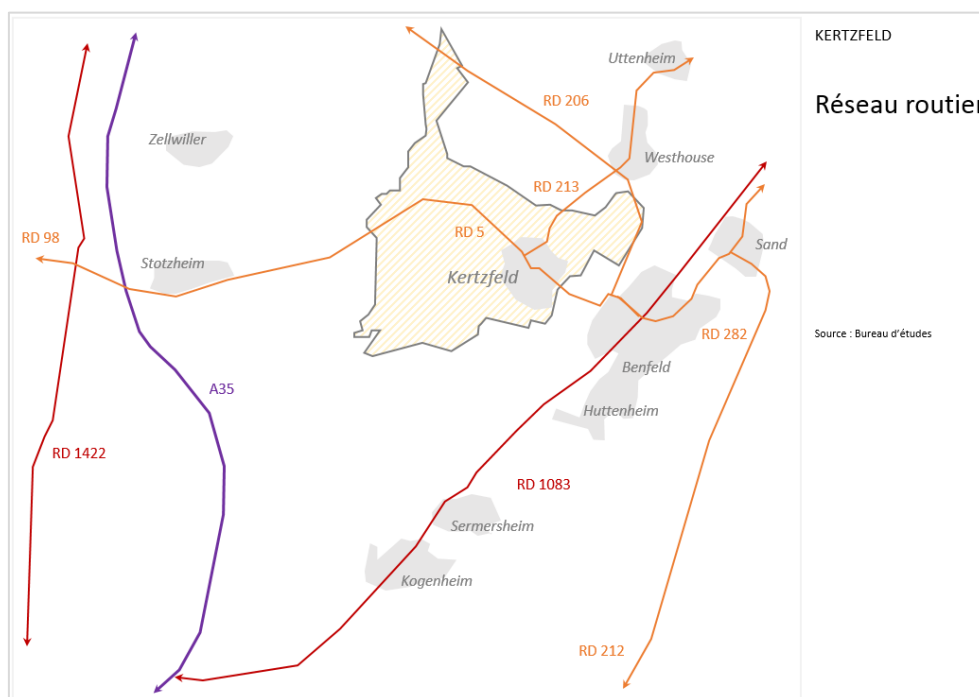 KERTZFELD
Réseau routier
Source : Bureau d'études
Uttenheim
RD 206
Zellwiller
Westhouse
RD 213
RD 98
RD 5
Sand
Stotzheim
Kertzfeld
RD 282
Benfeld
A35
Huttenheim
RD 1422
RD 1083
Sermersheim
Kogenheim
RD 212